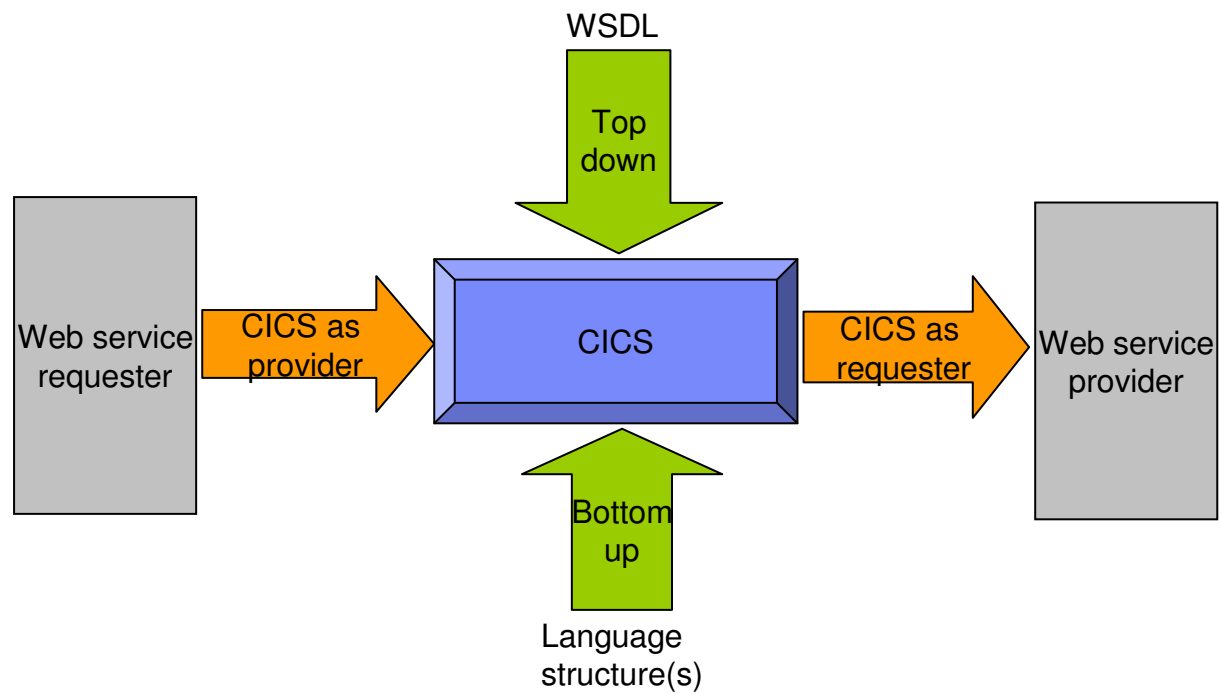 WSDL
Top
down
Web service
requester
CICS as
provider
CICS
CICS as
requester
Web service
provider
Bottom
up
Language
structure(s)